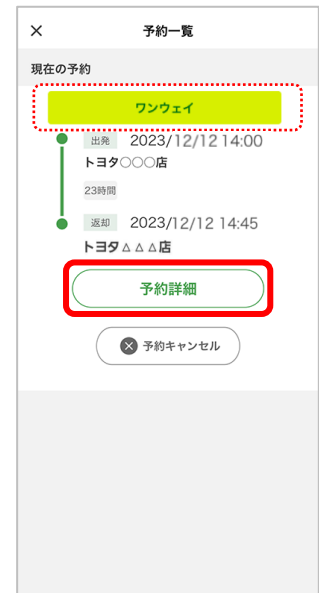 予約一覧
現在の予約
ワンウェイ
出発 2023/12/12 14:00
トヨタ○○○店
23時間
返却 2023/12/12 14:45
トヨタ△△△店
予約詳細
予約キャンセル